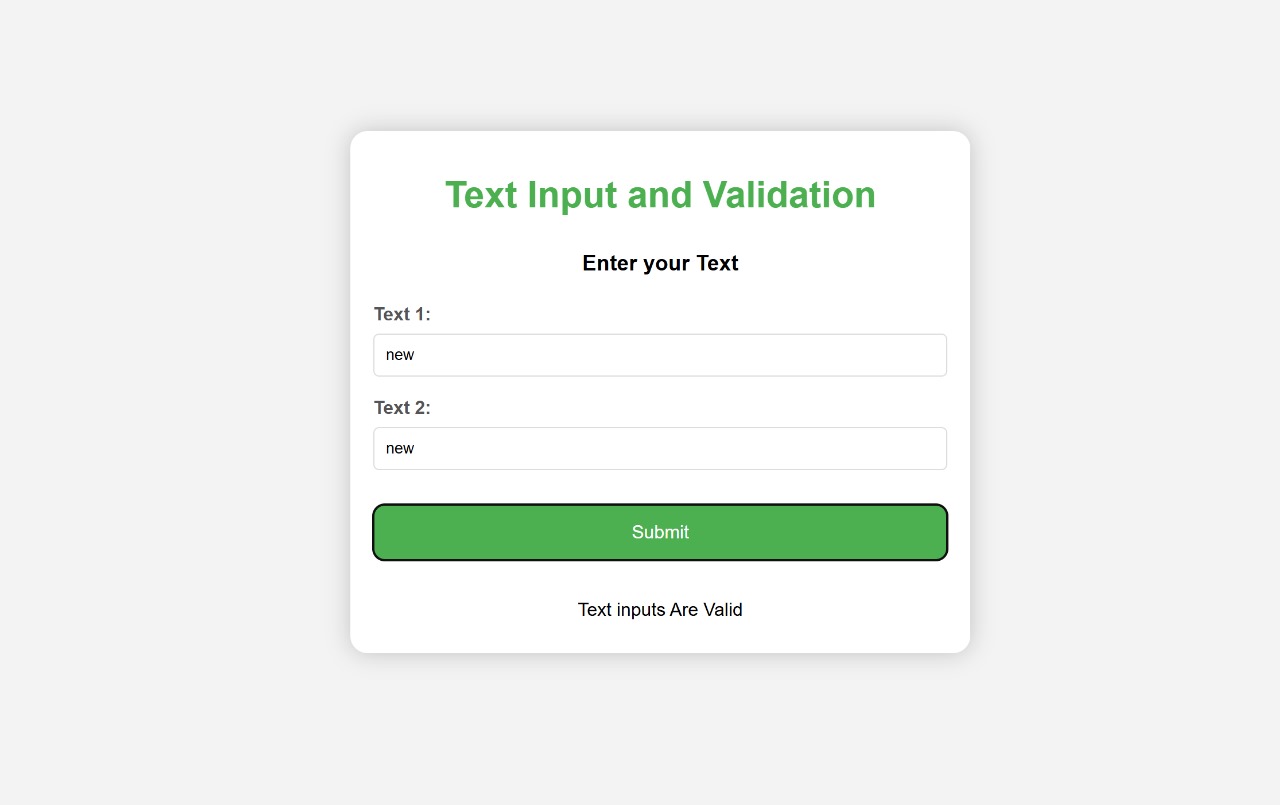 Text Input and Validation
Enter your Text
Text 1:
new
Text 2:
new
Submit
Text inputs Are Valid